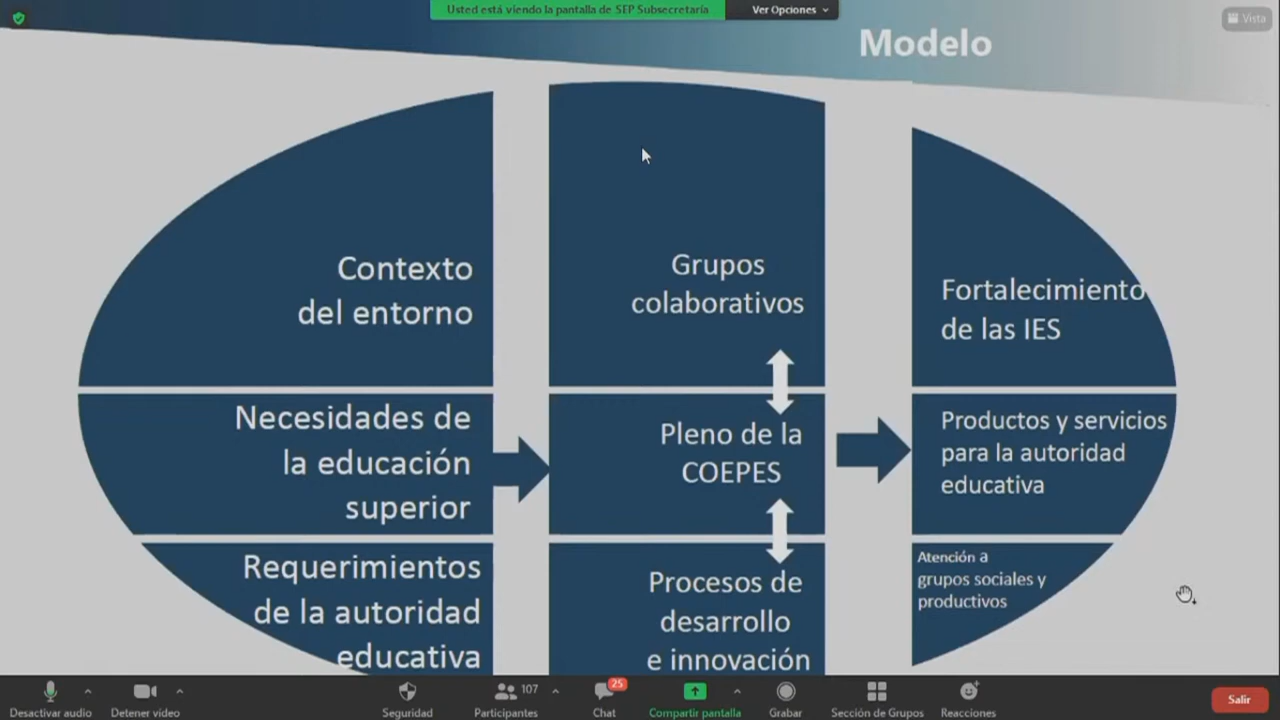 Usted está viendo la pantalla de SEP Subsecretaría
Ver Opciones
Vista
Modelo
Contexto
del entorno
Necesidades de
la educación
superior
Requerimientos
de la autoridad
educativa
Grupos
colaborativos
Pleno de la
COEPES
Procesos de
desarrollo
e innovación
Fortalecimiento
de las IES
Productos y servicios
para la autoridad
educativa
Atención a
grupos sociales y
productivos
Desactivar audio
Detener video
Seguridad
107
Participantes
25
Chat
Compartir pantalla
Grabar
Sección de Grupos
Reacciones
Salir